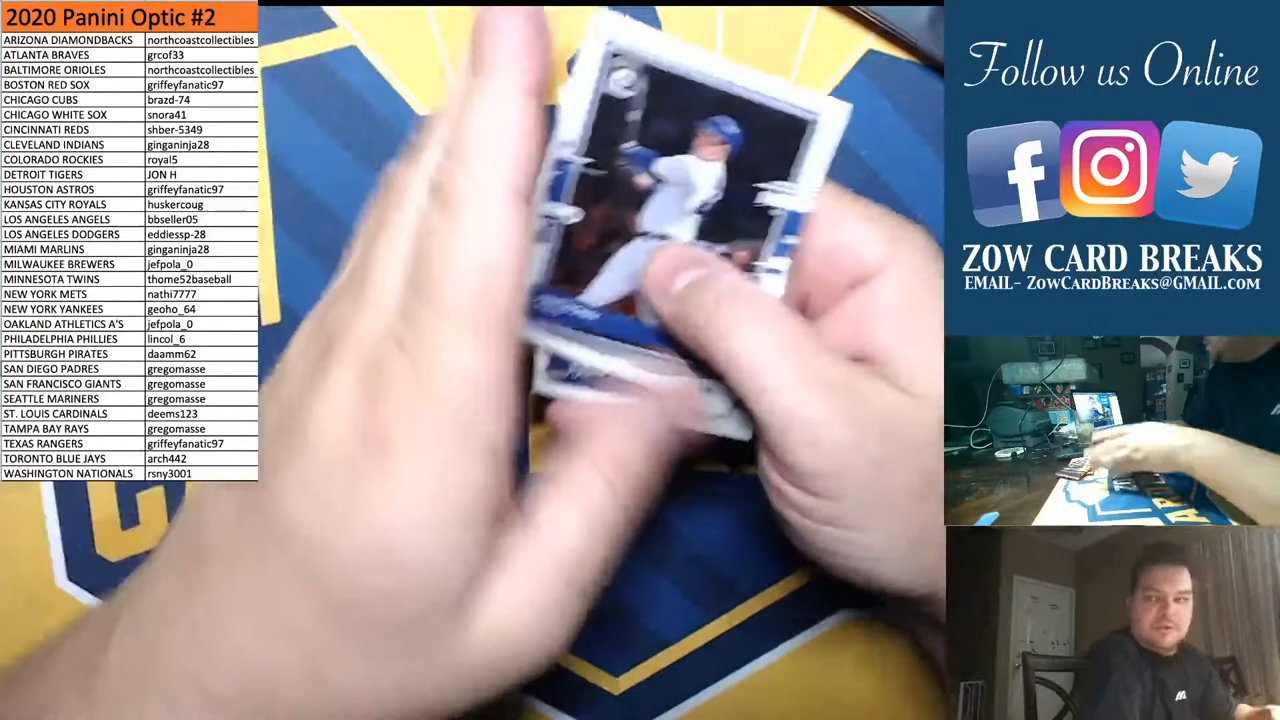 2020 Panini Optic #2
ARIZONA DIAMONDBACKS northcoastcollectibles
ATLANTA BRAVES grcof33
BALTIMORE ORIOLES northcoastcollectibles
BOSTON RED SOX griffeyfanatic97
CHICAGO CUBS brazd-74
CHICAGO WHITE SOX snora41
CINCINNATI REDS shber-5349
CLEVELAND INDIANS ginganinja28
COLORADO ROCKIES royal5
DETROIT TIGERS JON H
HOUSTON ASTROS griffeyfanatic97
KANSAS CITY ROYALS huskercoug
LOS ANGELES ANGELS bbseller05
LOS ANGELES DODGERS eddiessp-28
MIAMI MARLINS ginganinja28
MILWAUKEE BREWERS jefpola_0
MINNESOTA TWINS thome52baseball
NEW YORK METS nathi7777
NEW YORK YANKEES geoho_64
OAKLAND ATHLETICS A'S jefpola_0
PHILADELPHIA PHILLIES lincol_6
PITTSBURGH PIRATES daamm62
SAN DIEGO PADRES gregomasse
SAN FRANCISCO GIANTS gregomasse
SEATTLE MARINERS gregomasse
ST. LOUIS CARDINALS deems123
TAMPA BAY RAYS gregomasse
TEXAS RANGERS griffeyfanatic97
TORONTO BLUE JAYS arch442
WASHINGTON NATIONALS rsny3001
Follow us Online
f
ZOW CARD BREAKS
EMAIL- ZOWCARDBREAKS@GMAIL.COM